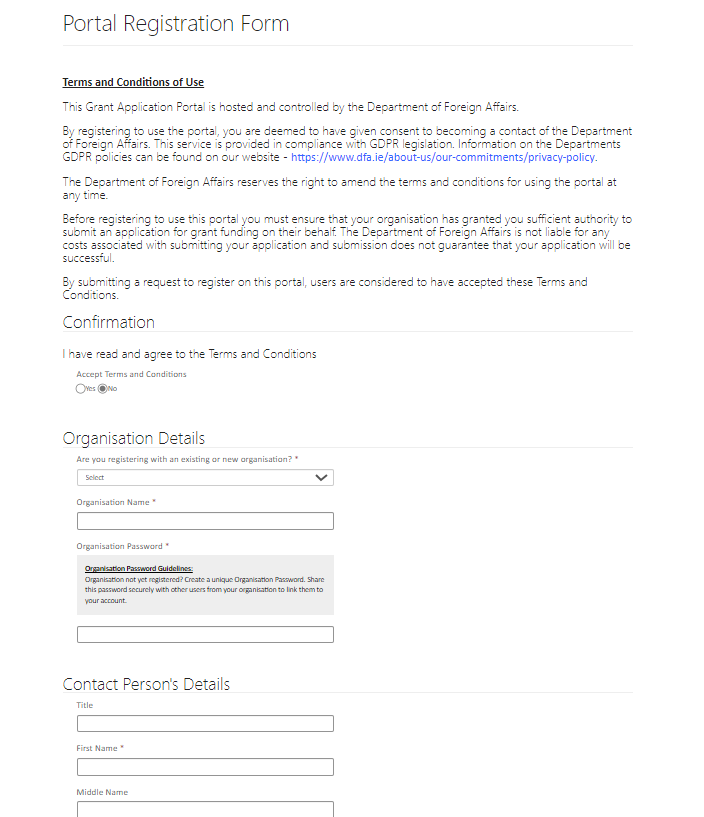 Portal Registration Form
Terms and Conditions of Use
This Grant Application Portal is hosted and controlled by the Department of Foreign Affairs.
By registering to use the portal, you are deemed to have given consent to becoming a contact of the Department
of Foreign Affairs. This service is provided in compliance with GDPR legislation. Information on the Departments
GDPR policies can be found on our website - https://www.dfa.ie/about-us/our-commitments/privacy-policy.
The Department of Foreign Affairs reserves the right to amend the terms and conditions for using the portal at
any time.
Before registering to use this portal you must ensure that your organisation has granted you sufficient authority to
submit an application for grant funding on their behalf. The Department of Foreign Affairs is not liable for any
costs associated with submitting your application and submission does not guarantee that your application will be
successful.
By submitting a request to register on this portal, users are considered to have accepted these Terms and
Conditions.
Confirmation
I have read and agree to the Terms and Conditions
Accept Terms and Conditions
Yes No
Organisation Details
Are you registering with an existing or new organisation? *
Select
Organisation Name *
Organisation Password *
Organisation Password Guidelines:
Organisation not yet registered? Create a unique Organisation Password. Share
this password securely with other users from your organisation to link them to
your account.
Contact Person's Details
Title
First Name *
Middle Name